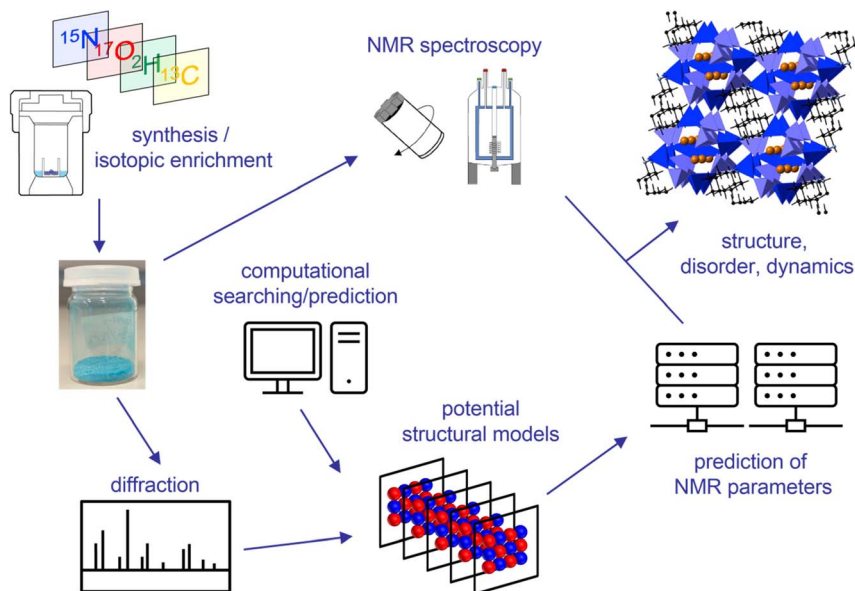 ¹⁵N
¹⁷O
²H
¹³C
synthesis /
isotopic enrichment
NMR spectroscopy
structure,
disorder, dynamics
computational
searching/prediction
potential
structural models
prediction of
NMR parameters
diffraction